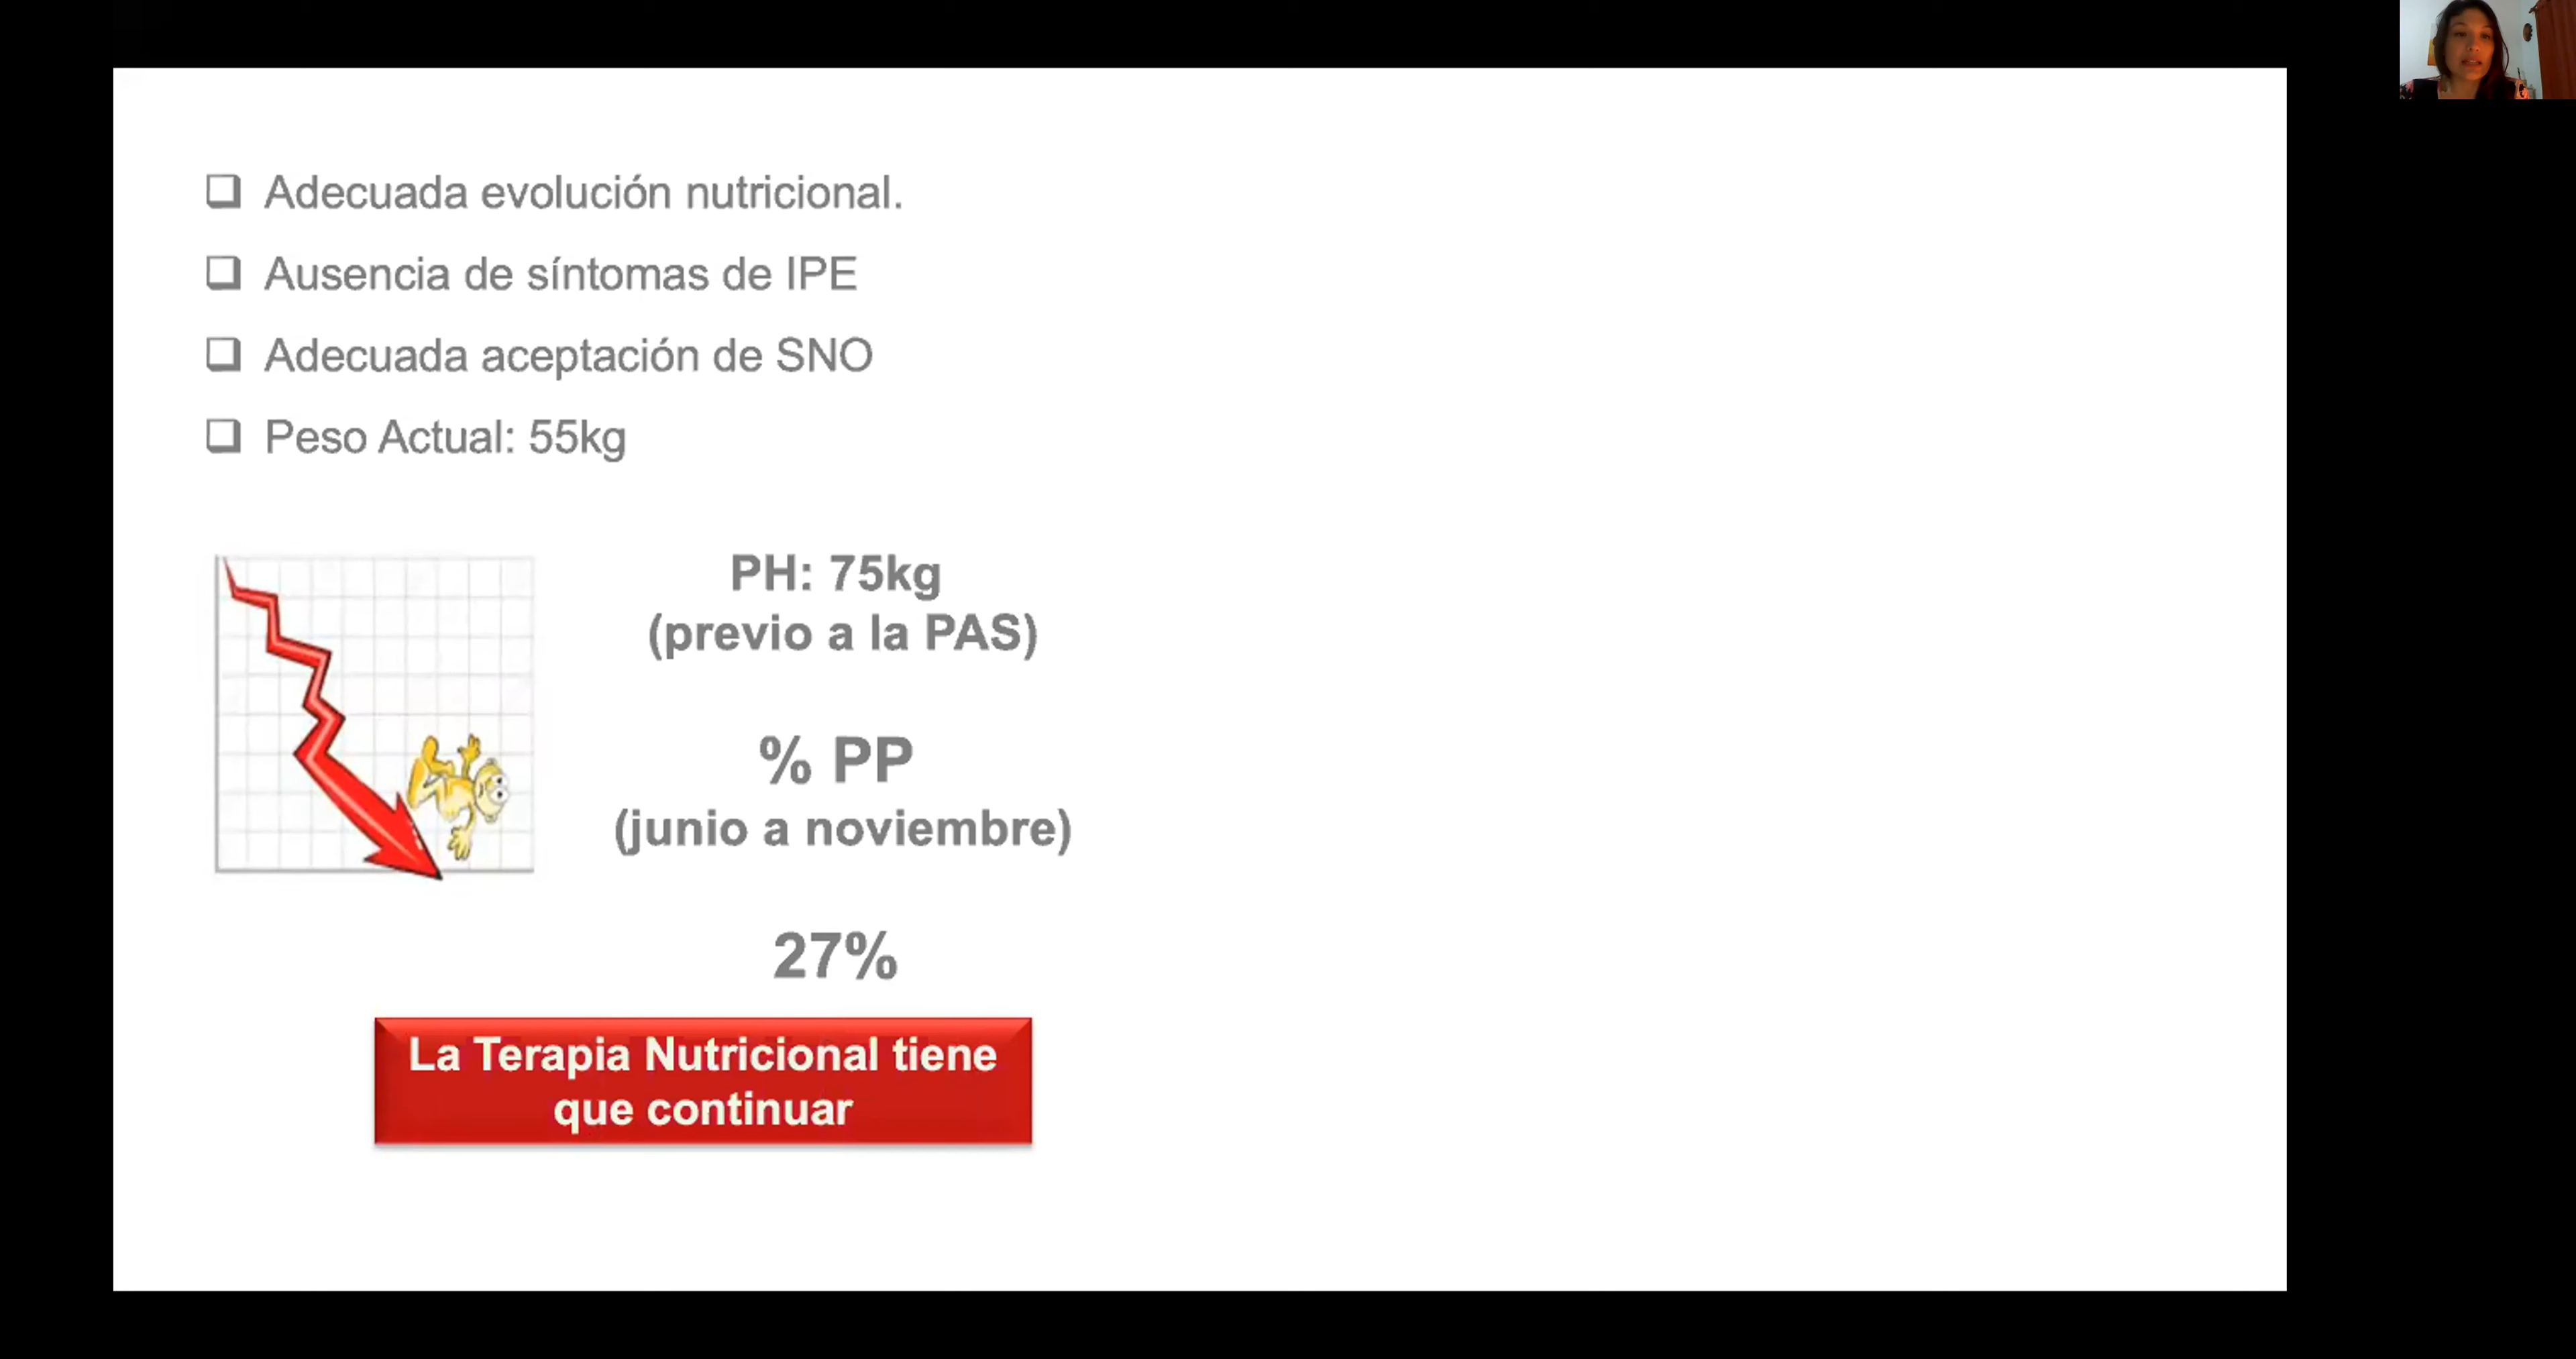 Adecuada evolución nutricional.
Ausencia de síntomas de IPE
Adecuada aceptación de SNO
Peso Actual: 55kg
PH: 75kg
(previo a la PAS)
% PP
(junio a noviembre)
27%
La Terapia Nutricional tiene
que continuar